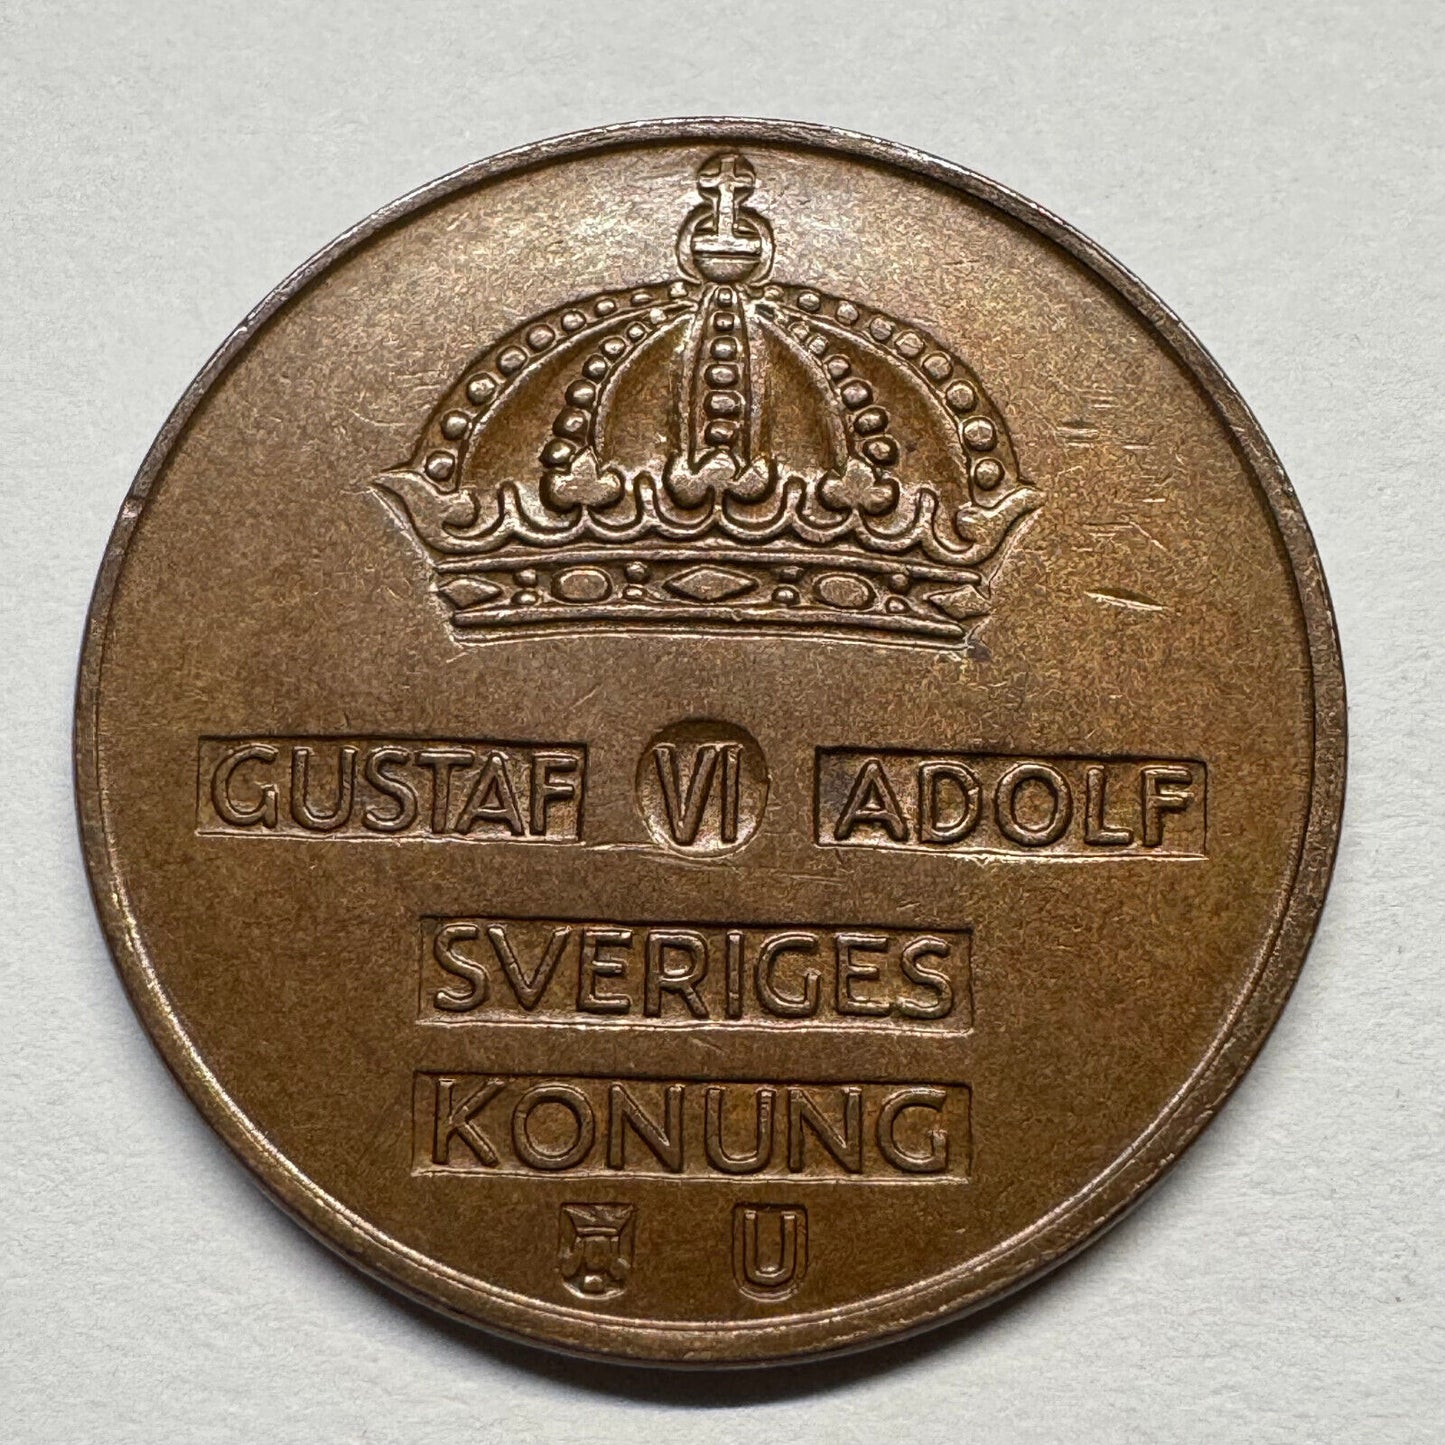 GUSTAF VI ADOLF
SVERIGES
KONUNG
U